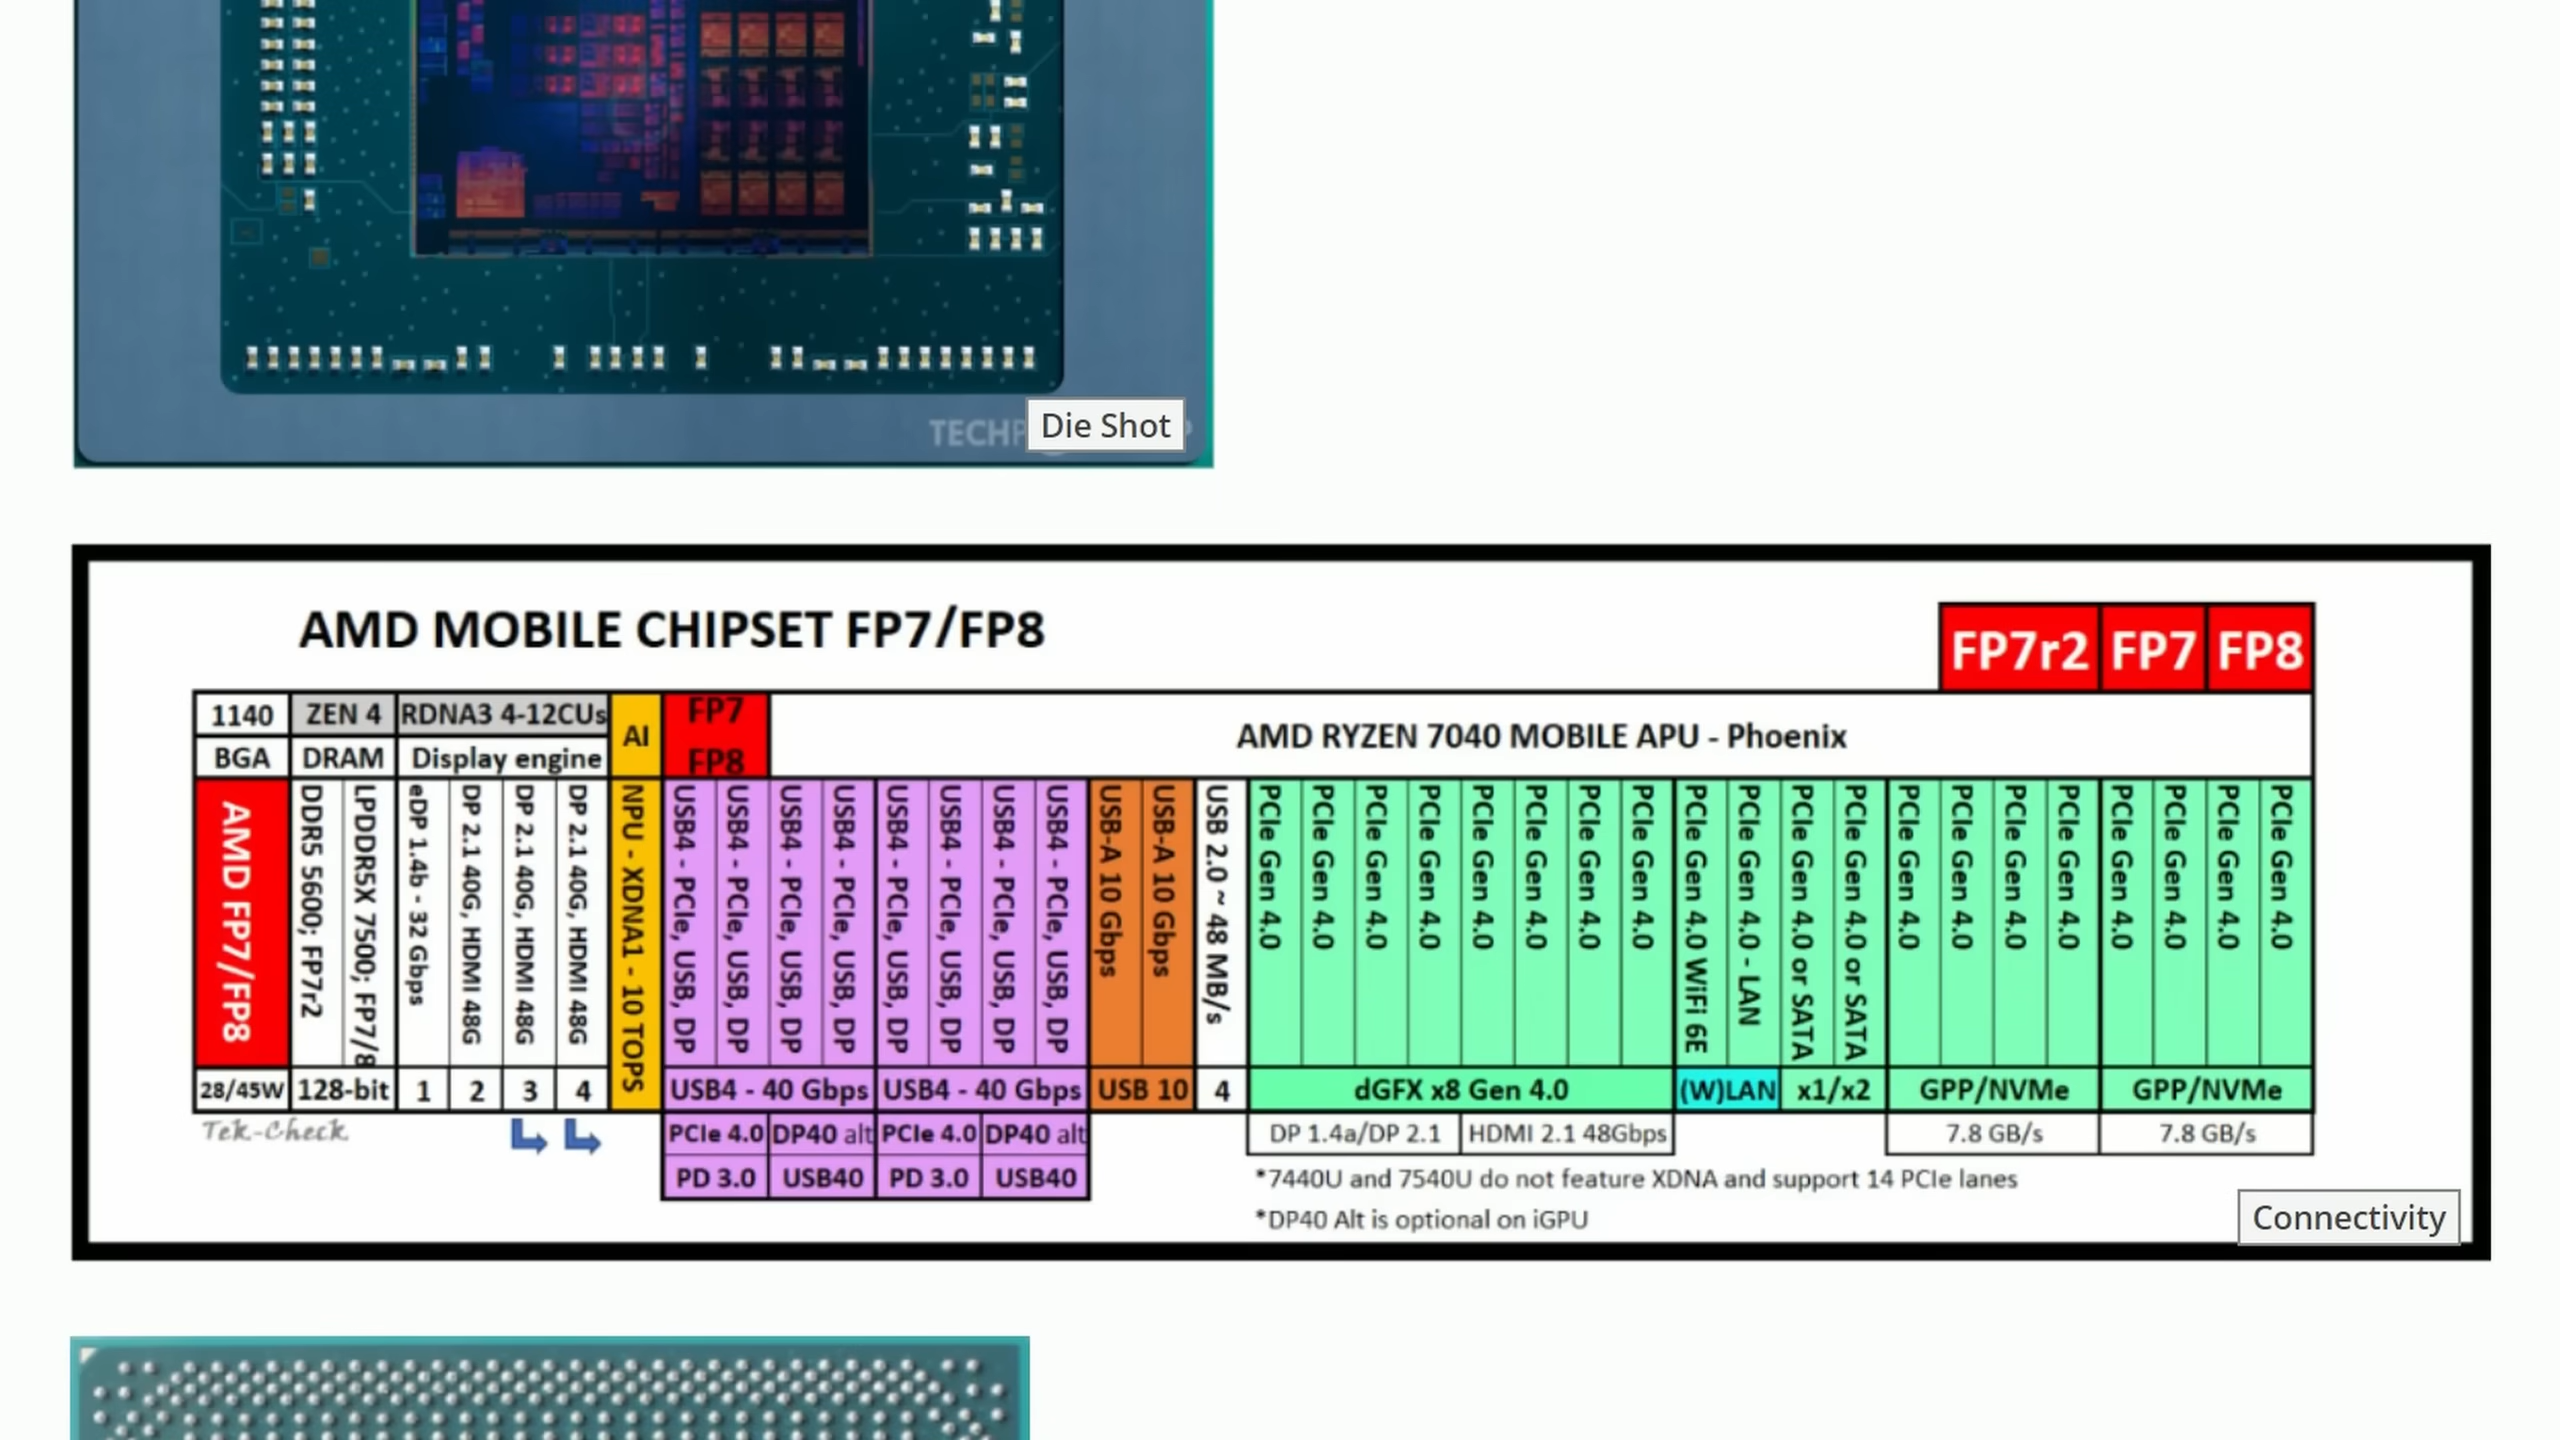 TECHP
Die Shot
AMD MOBILE CHIPSET FP7/FP8
FP7r2 FP7 FP8
1140 ZEN 4 RDNA3 4-12CUs AI FP7 FP8 AMD RYZEN 7040 MOBILE APU - Phoenix
BGA DRAM Display engine
AMD FP7/FP8
DDR5 5600; FP7r2
LPDDR5X 7500; FP7/8
eDP 1.4b - 32 Gbps
DP 2.1 40G, HDMI 48G
DP 2.1 40G, HDMI 48G
DP 2.1 40G, HDMI 48G
NPU - XDNA1 - 10 TOPS
USB4 - PCIe, USB, DP
USB4 - PCIe, USB, DP
USB4 - PCIe, USB, DP
USB4 - PCIe, USB, DP
USB4 - PCIe, USB, DP
USB4 - PCIe, USB, DP
USB4 - PCIe, USB, DP
USB4 - PCIe, USB, DP
USB-A 10 Gbps
USB-A 10 Gbps
USB 2.0 ~ 48 MB/s
PCIe Gen 4.0
PCIe Gen 4.0
PCIe Gen 4.0
PCIe Gen 4.0
PCIe Gen 4.0
PCIe Gen 4.0
PCIe Gen 4.0
PCIe Gen 4.0
PCIe Gen 4.0 WiFi 6E
PCIe Gen 4.0 - LAN
PCIe Gen 4.0 or SATA
PCIe Gen 4.0 or SATA
PCIe Gen 4.0
PCIe Gen 4.0
PCIe Gen 4.0
PCIe Gen 4.0
PCIe Gen 4.0
PCIe Gen 4.0
PCIe Gen 4.0
PCIe Gen 4.0
28/45W 128-bit 1 2 3 4 USB4 - 40 Gbps USB4 - 40 Gbps USB 10 4 dGFX x8 Gen 4.0 (W)LAN x1/x2 GPP/NVMe GPP/NVMe
Tek-Check PCIe 4.0 DP40 alt PCIe 4.0 DP40 alt DP 1.4a/DP 2.1 HDMI 2.1 48Gbps 7.8 GB/s 7.8 GB/s
PD 3.0 USB40 PD 3.0 USB40
*7440U and 7540U do not feature XDNA and support 14 PCIe lanes
*DP40 Alt is optional on iGPU
Connectivity